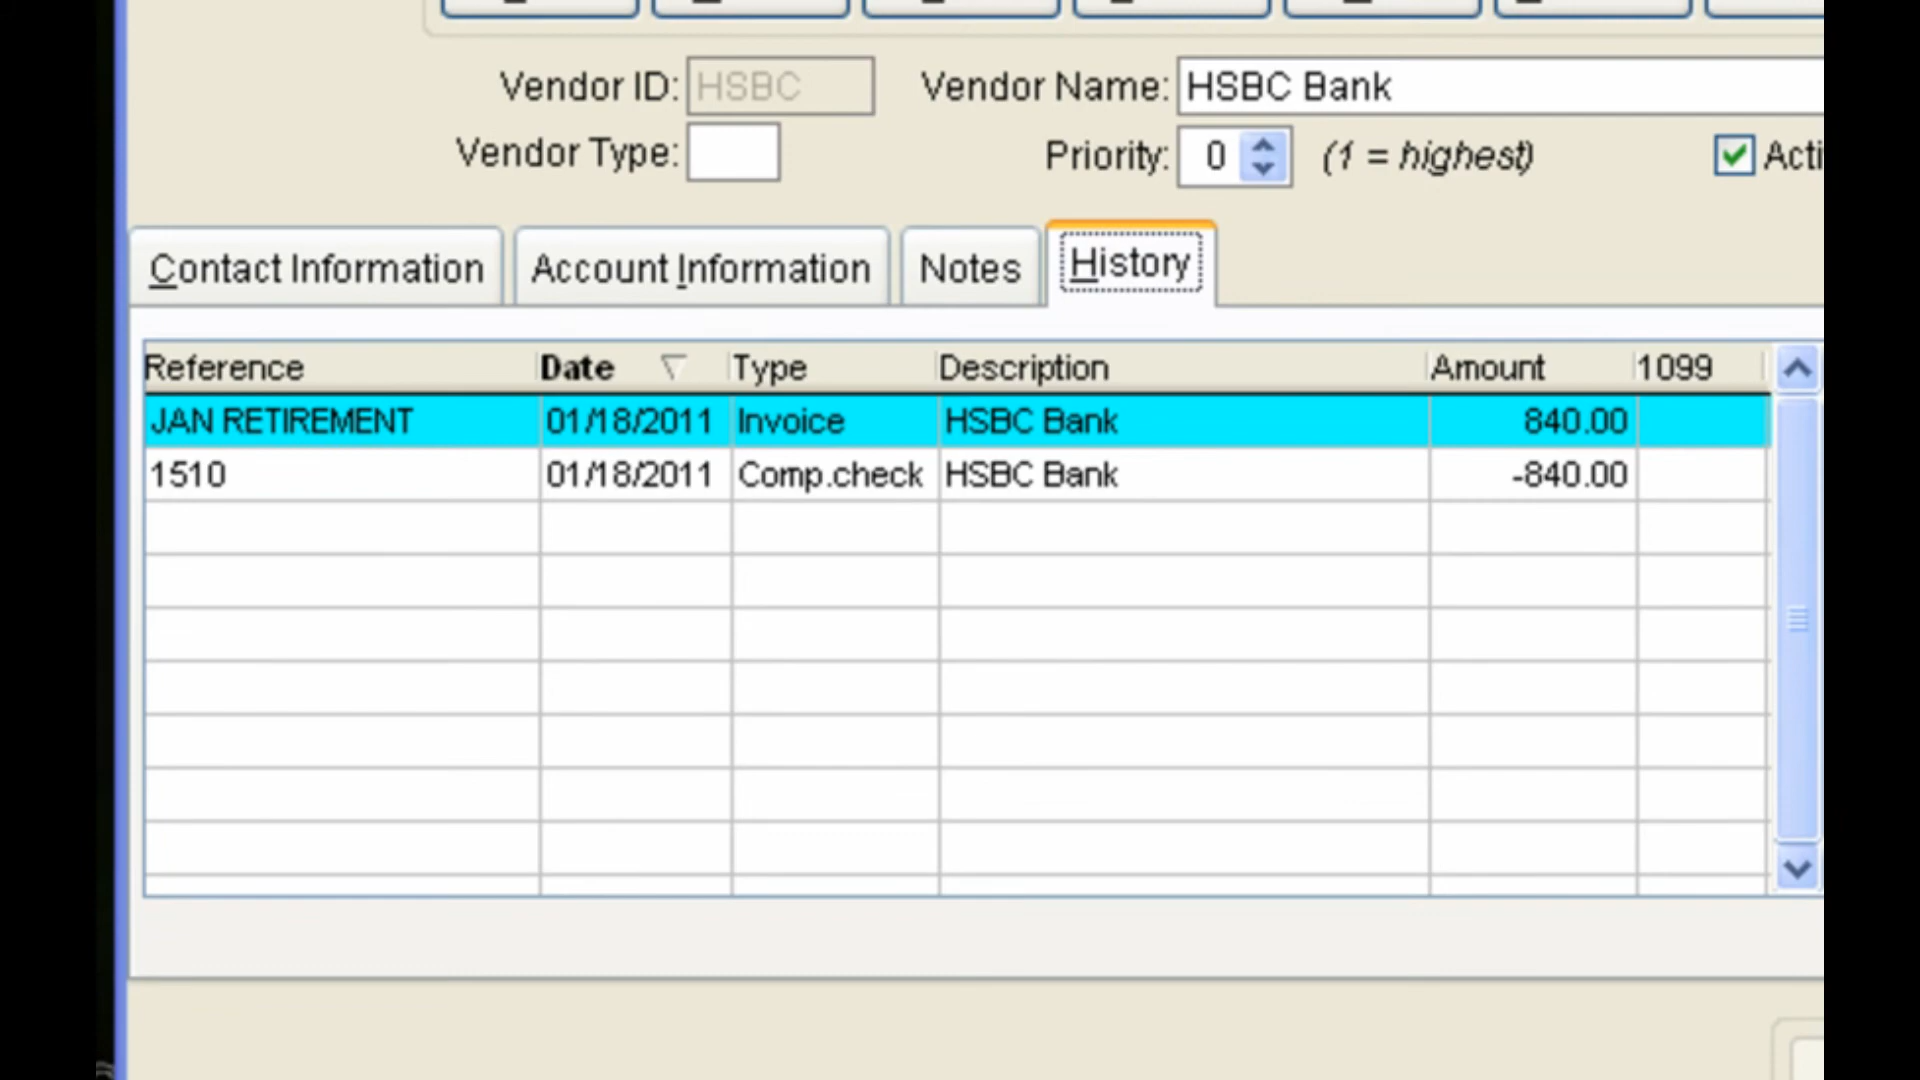 Vendor ID: HSBC Vendor Name: HSBC Bank
Vendor Type: Priority: 0 (1 = highest) Acti
Contact Information Account Information Notes History
Reference Date Type Description Amount 1099
JAN RETIREMENT 01/18/2011 Invoice HSBC Bank 840.00
1510 01/18/2011 Comp.check HSBC Bank -840.00